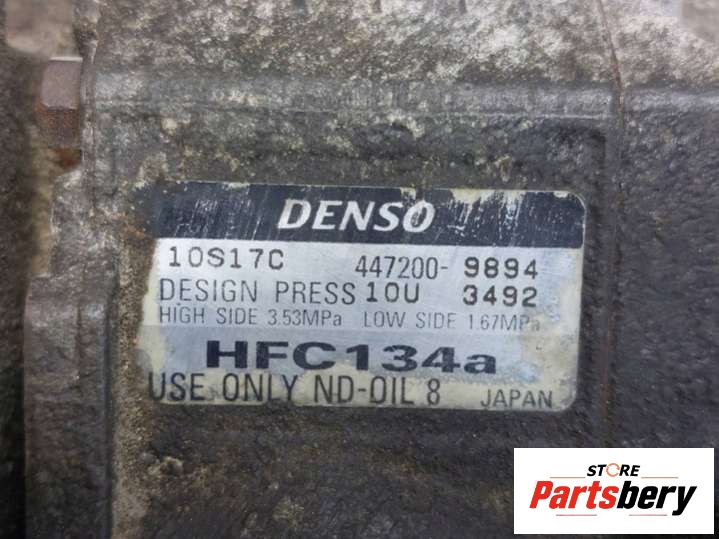 DENSO
10S17C 447200-9894
DESIGN PRESS 10U 3492
HIGH SIDE 3.53MPa LOW SIDE 1.67MPa
HFC134a
USE ONLY ND-OIL 8 JAPAN
STORE
Partsbery